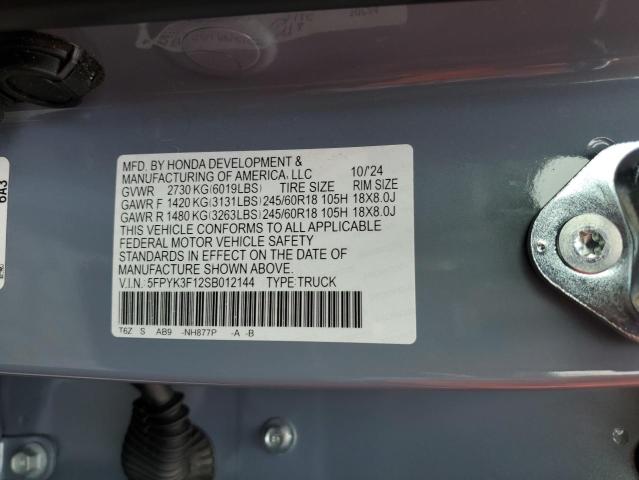 MFD. BY HONDA DEVELOPMENT &
MANUFACTURING OF AMERICA, LLC 10/'24
GVWR 2730 KG(6019LBS) TIRE SIZE RIM SIZE
GAWR F 1420 KG(3131LBS) 245/60R18 105H 18X8.0J
GAWR R 1480 KG(3263LBS) 245/60R18 105H 18X8.0J
THIS VEHICLE CONFORMS TO ALL APPLICABLE
FEDERAL MOTOR VEHICLE SAFETY
STANDARDS IN EFFECT ON THE DATE OF
MANUFACTURE SHOWN ABOVE.
V.I.N.: 5FPYK3F12SB012144 TYPE: TRUCK
T6Z S AB9 -NH877P -A -B
6A3